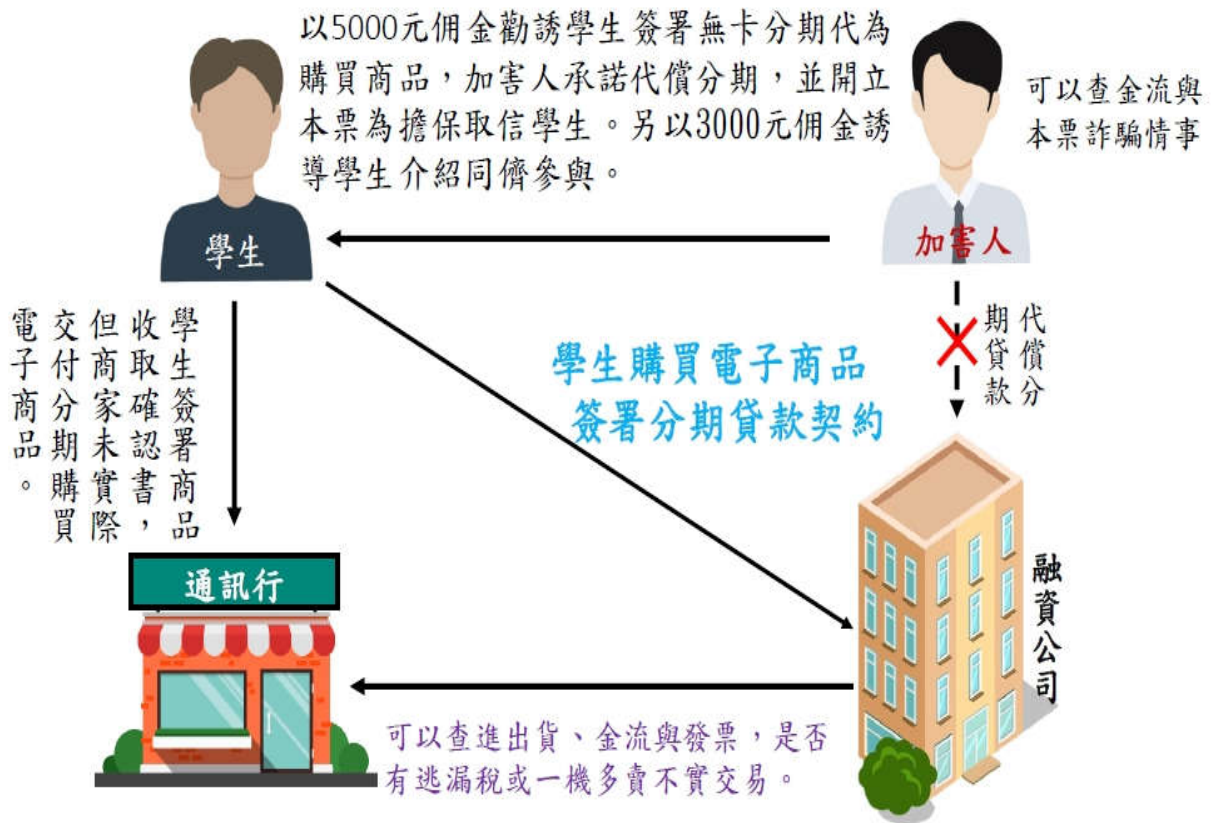 以5000元佣金勸誘學生簽署無卡分期代為
購買商品，加害人承諾代償分期，並開立
本票為擔保取信學生。另以3000元佣金誘
導學生介紹同儕參與。
可以查金流與
本票詐騙情事
學生
加害人
代償分
期貸款
學生簽署商品
收取確認書，
但商家未實際
交付分期購買
電子商品。
學生購買電子商品
簽署分期貸款契約
通訊行
融資公司
可以查進出貨、金流與發票，是否
有逃漏稅或一機多賣不實交易。